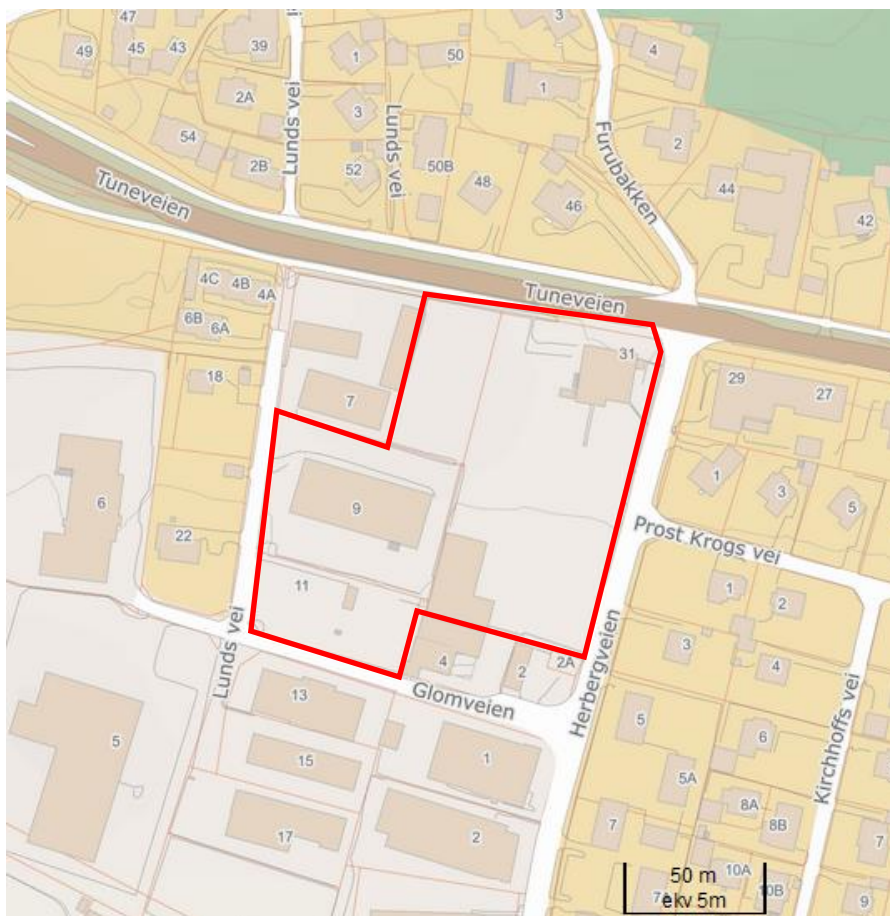 47
49
45
43
39
1
50
3
4
2A
1
3
Lunds vei
Lunds vei
Furubakken
54
2B
52
50B
48
46
2
44
42
Tuneveien
4C
4B
4A
6B
6A
Tuneveien
31
18
7
29
27
6
9
1
3
5
22
Prost Krogs vei
11
1
2
3
4
Lunds vei
4
2
2A
Herbergveien
Glomveien
13
5
6
Kirchhoffs vei
5
15
1
5A
8A
8B
17
2
7
7
50 m
ekv 5m
7A
10A
10B
9